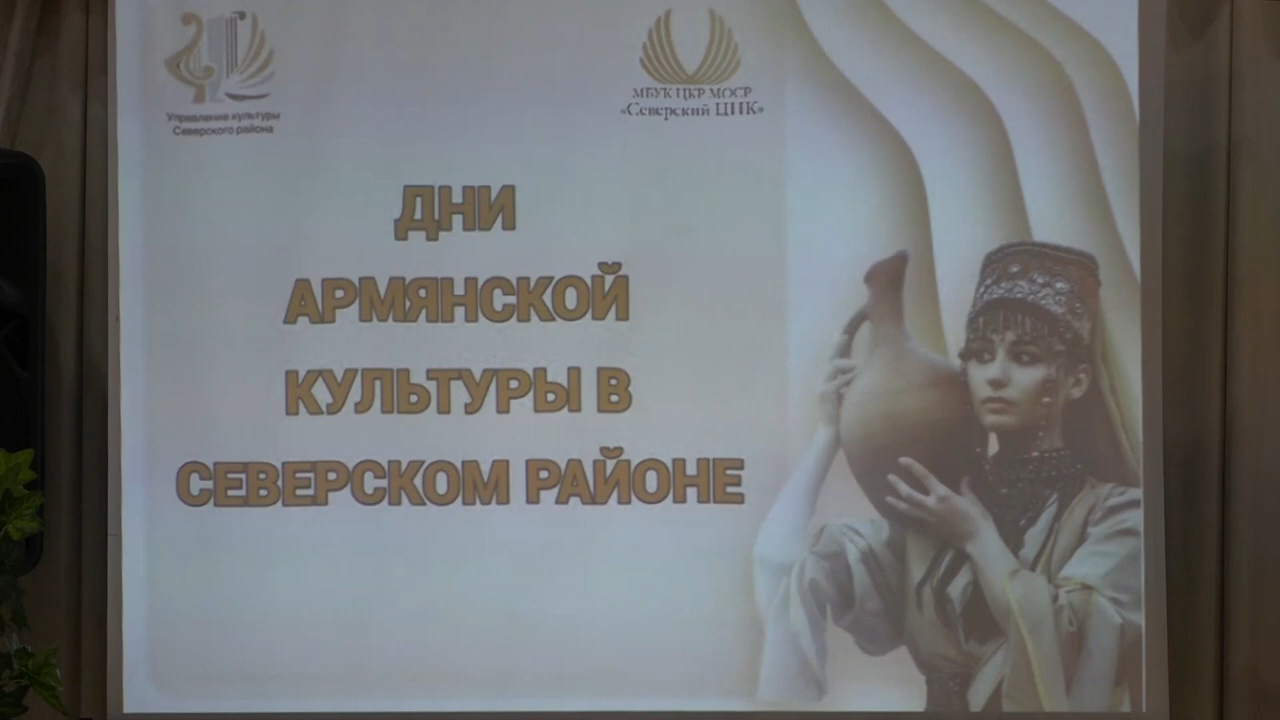 Управление культуры
Северского района
МБУК ЦКР МОСР
«Северский ЦНК»
ДНИ
АРМЯНСКОЙ
КУЛЬТУРЫ В
СЕВЕРСКОМ РАЙОНЕ